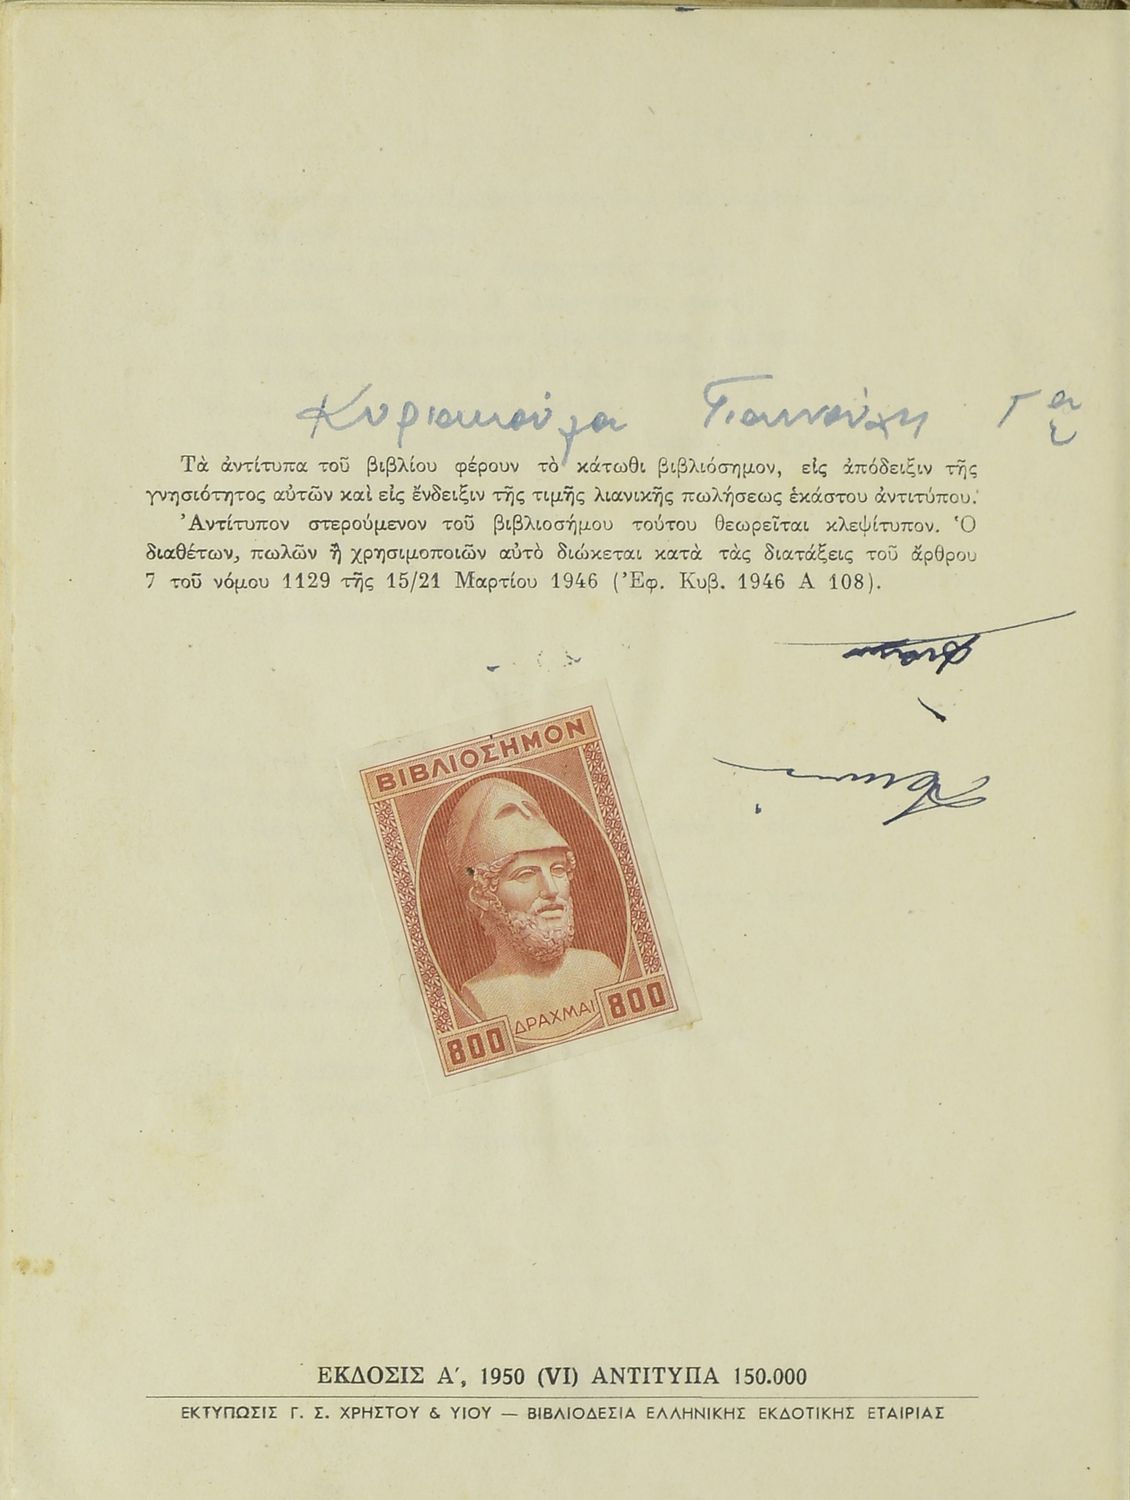 Κυριακούλα Γιαννούλη Γ
Τὰ ἀντίτυπα τοῦ βιβλίου φέρουν τὸ κάτωθι βιβλιόσημον, εἰς ἀπόδειξιν τῆς
γνησιότητος αὐτῶν καὶ εἰς ἔνδειξιν τῆς τιμῆς λιανικῆς πωλήσεως ἑκάστου ἀντιτύπου.
Ἀντίτυπον στερούμενον τοῦ βιβλιοσήμου τούτου θεωρεῖται κλεψίτυπον. Ὁ
διαθέτων, πωλῶν ἢ χρησιμοποιῶν αὐτὸ διώκεται κατὰ τὰς διατάξεις τοῦ ἄρθρου
7 τοῦ νόμου 1129 τῆς 15/21 Μαρτίου 1946 (Ἐφ. Κυβ. 1946 Α 108).
ΒΙΒΛΙΟΣΗΜΟΝ
800 ΔΡΑΧΜΑΙ 800
ΕΚΔΟΣΙΣ Α΄, 1950 (VI) ΑΝΤΙΤΥΠΑ 150.000
ΕΚΤΥΠΩΣΙΣ Γ. Σ. ΧΡΗΣΤΟΥ & ΥΙΟΥ — ΒΙΒΛΙΟΔΕΣΙΑ ΕΛΛΗΝΙΚΗΣ ΕΚΔΟΤΙΚΗΣ ΕΤΑΙΡΙΑΣ